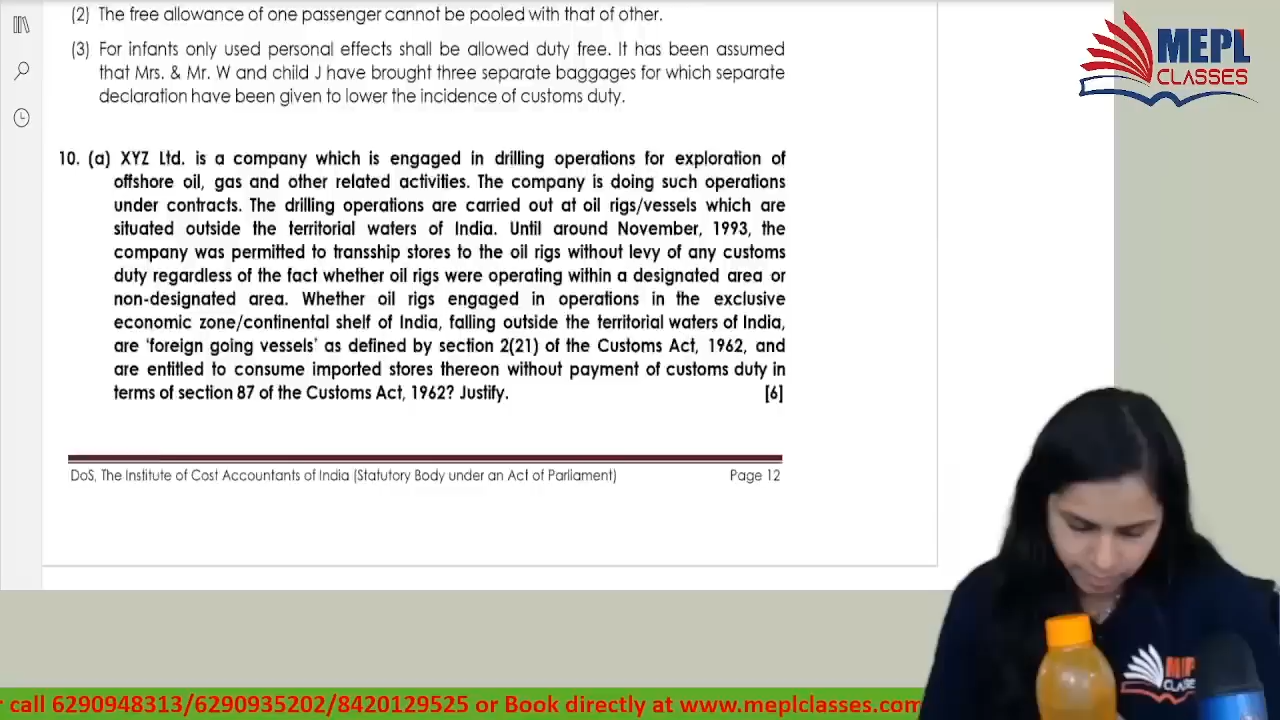 (2) The free allowance of one passenger cannot be pooled with that of other.
(3) For infants only used personal effects shall be allowed duty free. It has been assumed
that Mrs. & Mr. W and child J have brought three separate baggages for which separate
declaration have been given to lower the incidence of customs duty.
10. (a) XYZ Ltd. is a company which is engaged in drilling operations for exploration of
offshore oil, gas and other related activities. The company is doing such operations
under contracts. The drilling operations are carried out at oil rigs/vessels which are
situated outside the territorial waters of India. Until around November, 1993, the
company was permitted to transship stores to the oil rigs without levy of any customs
duty regardless of the fact whether oil rigs were operating within a designated area or
non-designated area. Whether oil rigs engaged in operations in the exclusive
economic zone/continental shelf of India, falling outside the territorial waters of India,
are ‘foreign going vessels’ as defined by section 2(21) of the Customs Act, 1962, and
are entitled to consume imported stores thereon without payment of customs duty in
terms of section 87 of the Customs Act, 1962? Justify. [6]
DoS, The Institute of Cost Accountants of India (Statutory Body under an Act of Parliament) Page 12
MEPL
CLASSES
MEPL
CLASSES
call 6290948313/6290935202/8420129525 or Book directly at www.meplclasses.com